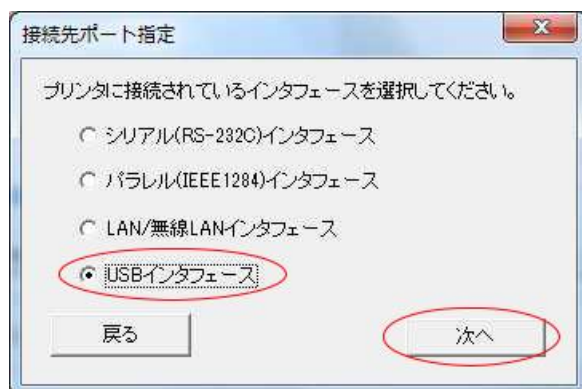 接続先ポート指定
プリンタに接続されているインタフェースを選択してください。
シリアル(RS-232C)インタフェース
パラレル(IEEE1284)インタフェース
LAN/無線LANインタフェース
USBインタフェース
戻る
次へ